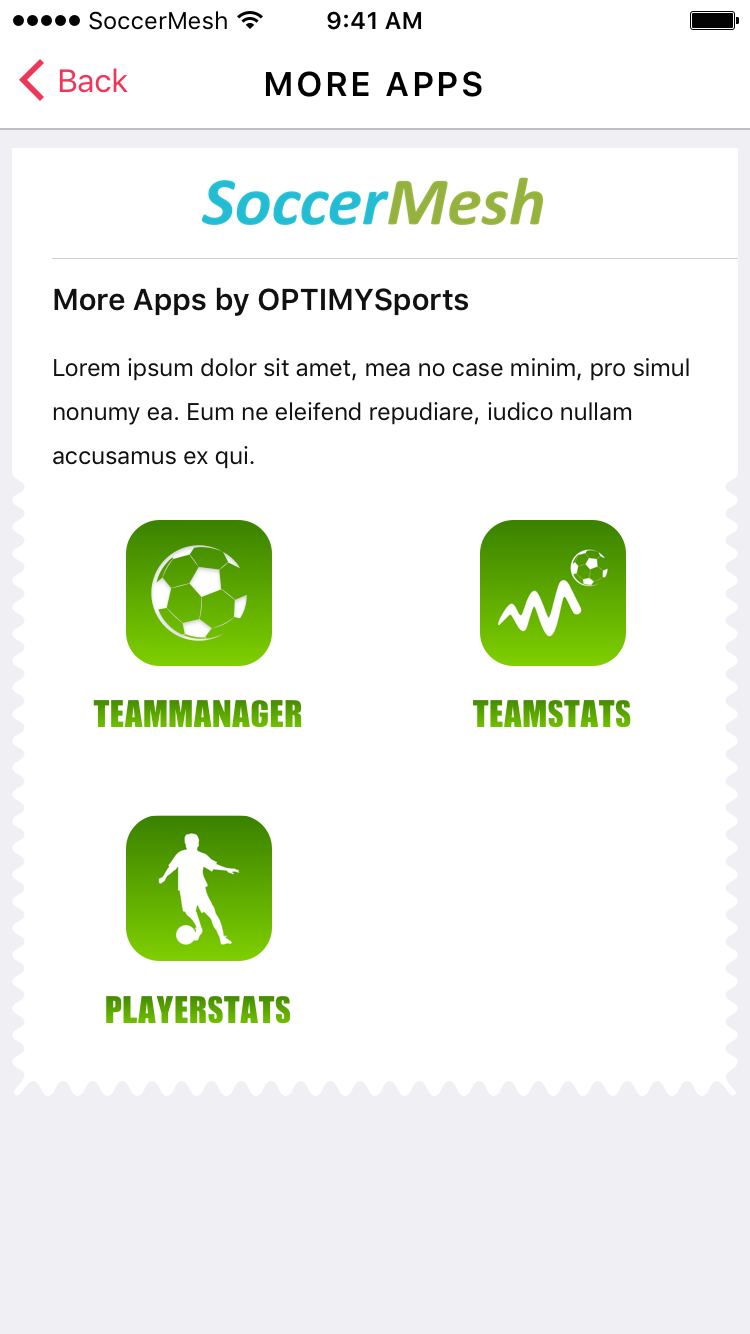 SoccerMesh 9:41 AM
Back MORE APPS
SoccerMesh
More Apps by OPTIMYSports
Lorem ipsum dolor sit amet, mea no case minim, pro simul
nonumy ea. Eum ne eleifend repudiare, iudico nullam
accusamus ex qui.
TEAMMANAGER TEAMSTATS
PLAYERSTATS